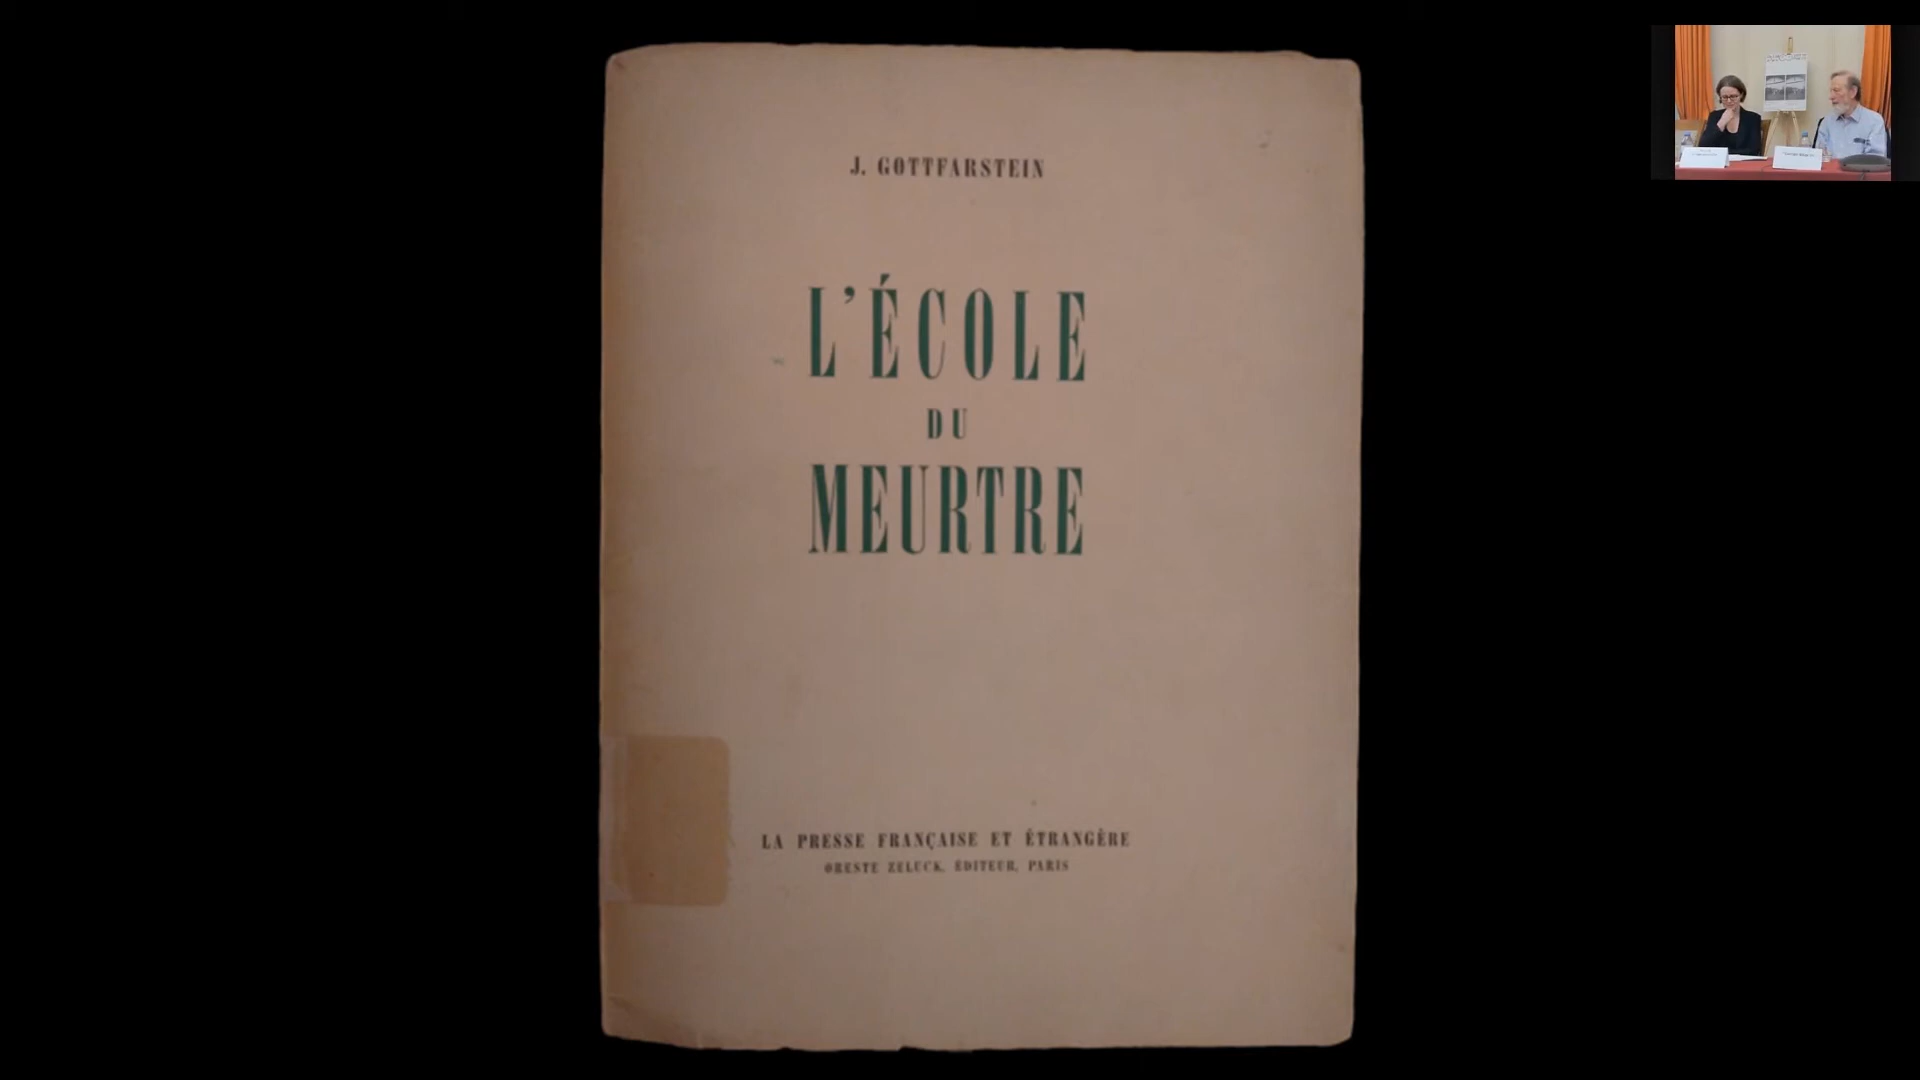 J. GOTTFARSTEIN
L'ÉCOLE
DU
MEURTRE
LA PRESSE FRANÇAISE ET ÉTRANGÈRE
ORESTE ZELUCK, ÉDITEUR, PARIS